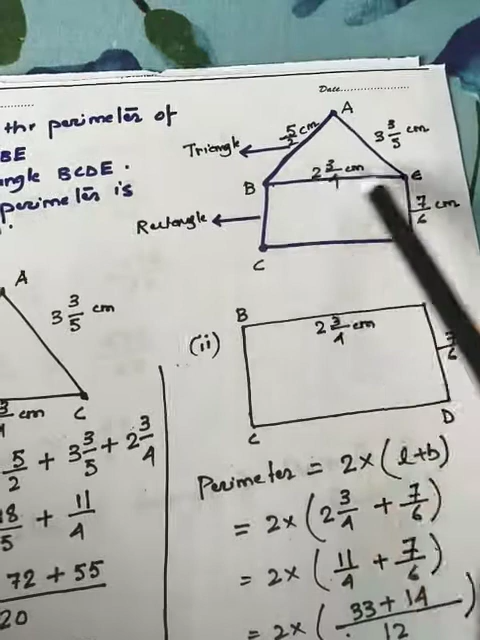 Date
the perimeter of
BE
ngle BCDE.
perimeter is
A
5/2 cm
3 3/5 cm
Triangle
2 3/4 cm
B
E
7/6 cm
Rectangle
C
A
3 3/5 cm
cm
C
5/2 + 3 3/5 + 2 3/4
18/5 + 11/4
72 + 55
20
(ii)
B
2 3/4 cm
7/6
C
D
Perimeter = 2×(l+b)
= 2×(2 3/4 + 7/6)
= 2×(11/4 + 7/6)
= 2×(33+14/12)